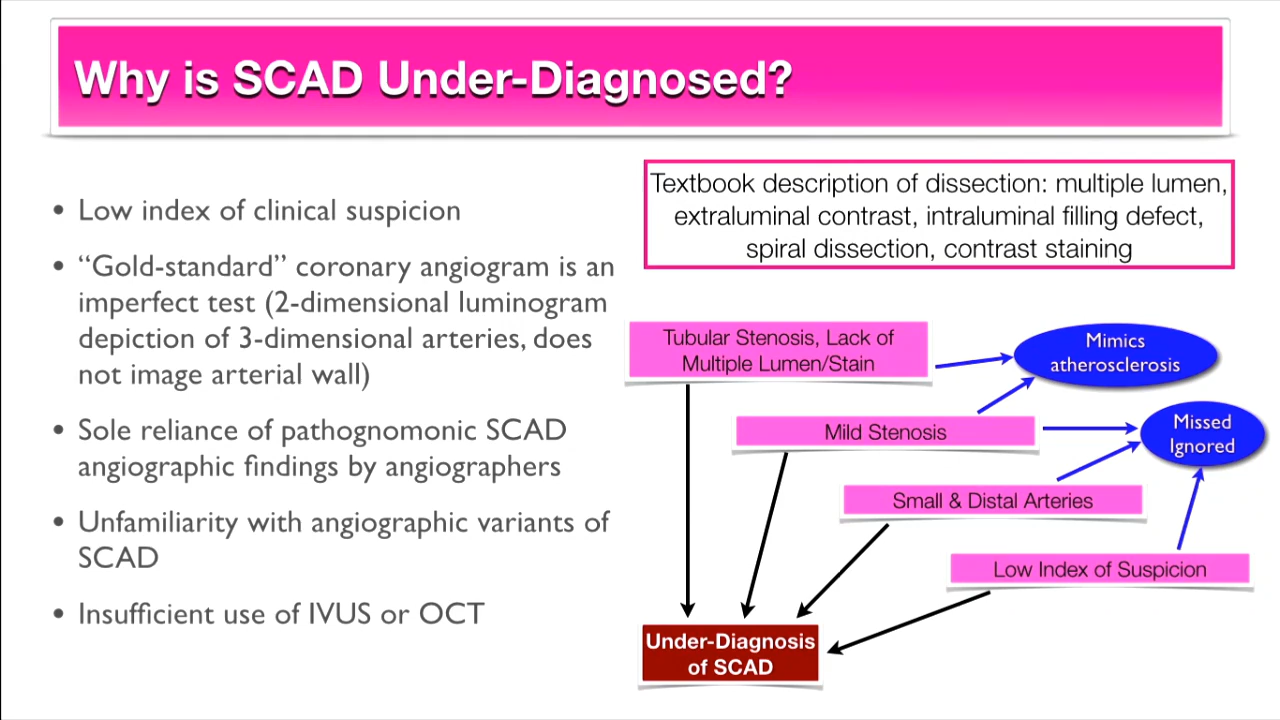 Why is SCAD Under-Diagnosed?
• Low index of clinical suspicion
• “Gold-standard” coronary angiogram is an
imperfect test (2-dimensional luminogram
depiction of 3-dimensional arteries, does
not image arterial wall)
• Sole reliance of pathognomonic SCAD
angiographic findings by angiographers
• Unfamiliarity with angiographic variants of
SCAD
• Insufficient use of IVUS or OCT
Textbook description of dissection: multiple lumen,
extraluminal contrast, intraluminal filling defect,
spiral dissection, contrast staining
Tubular Stenosis, Lack of
Multiple Lumen/Stain
Mimics
atherosclerosis
Mild Stenosis
Missed
Ignored
Small & Distal Arteries
Low Index of Suspicion
Under-Diagnosis
of SCAD